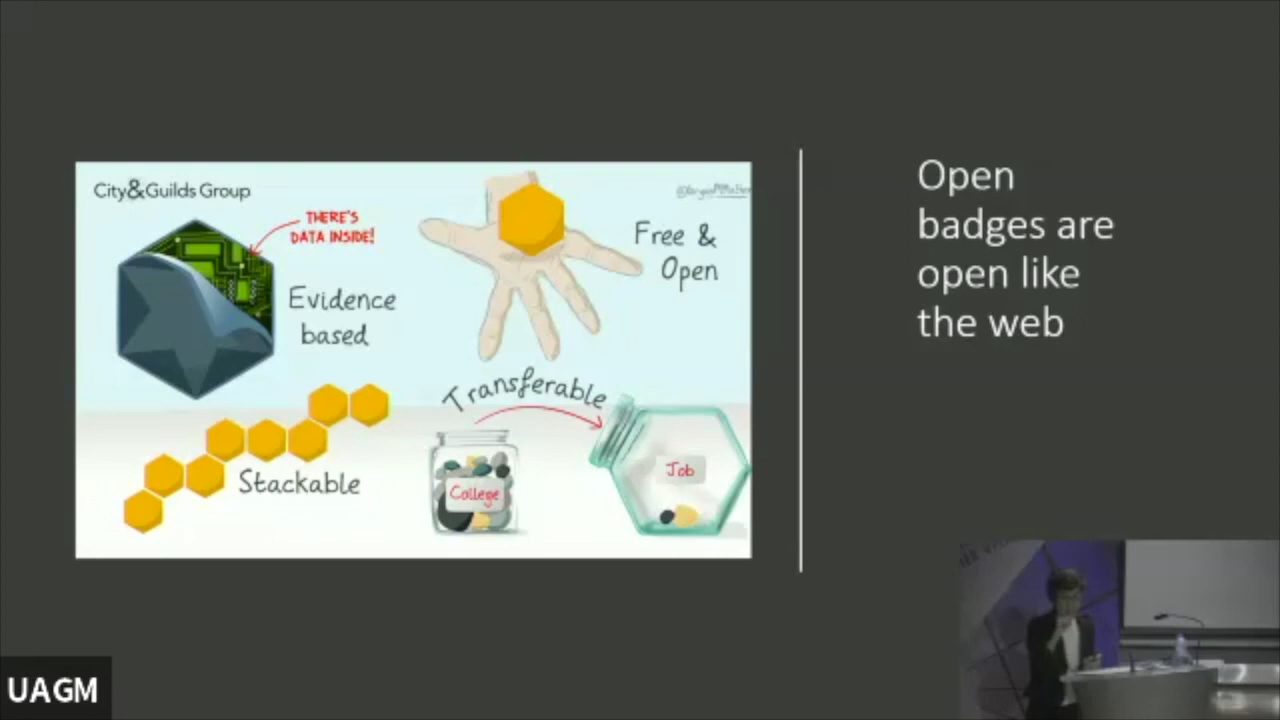 City&Guilds Group
THERE'S
DATA INSIDE!
Evidence
based
Free &
Open
Stackable
Transferable
College
Job
Open
badges are
open like
the web
UAGM